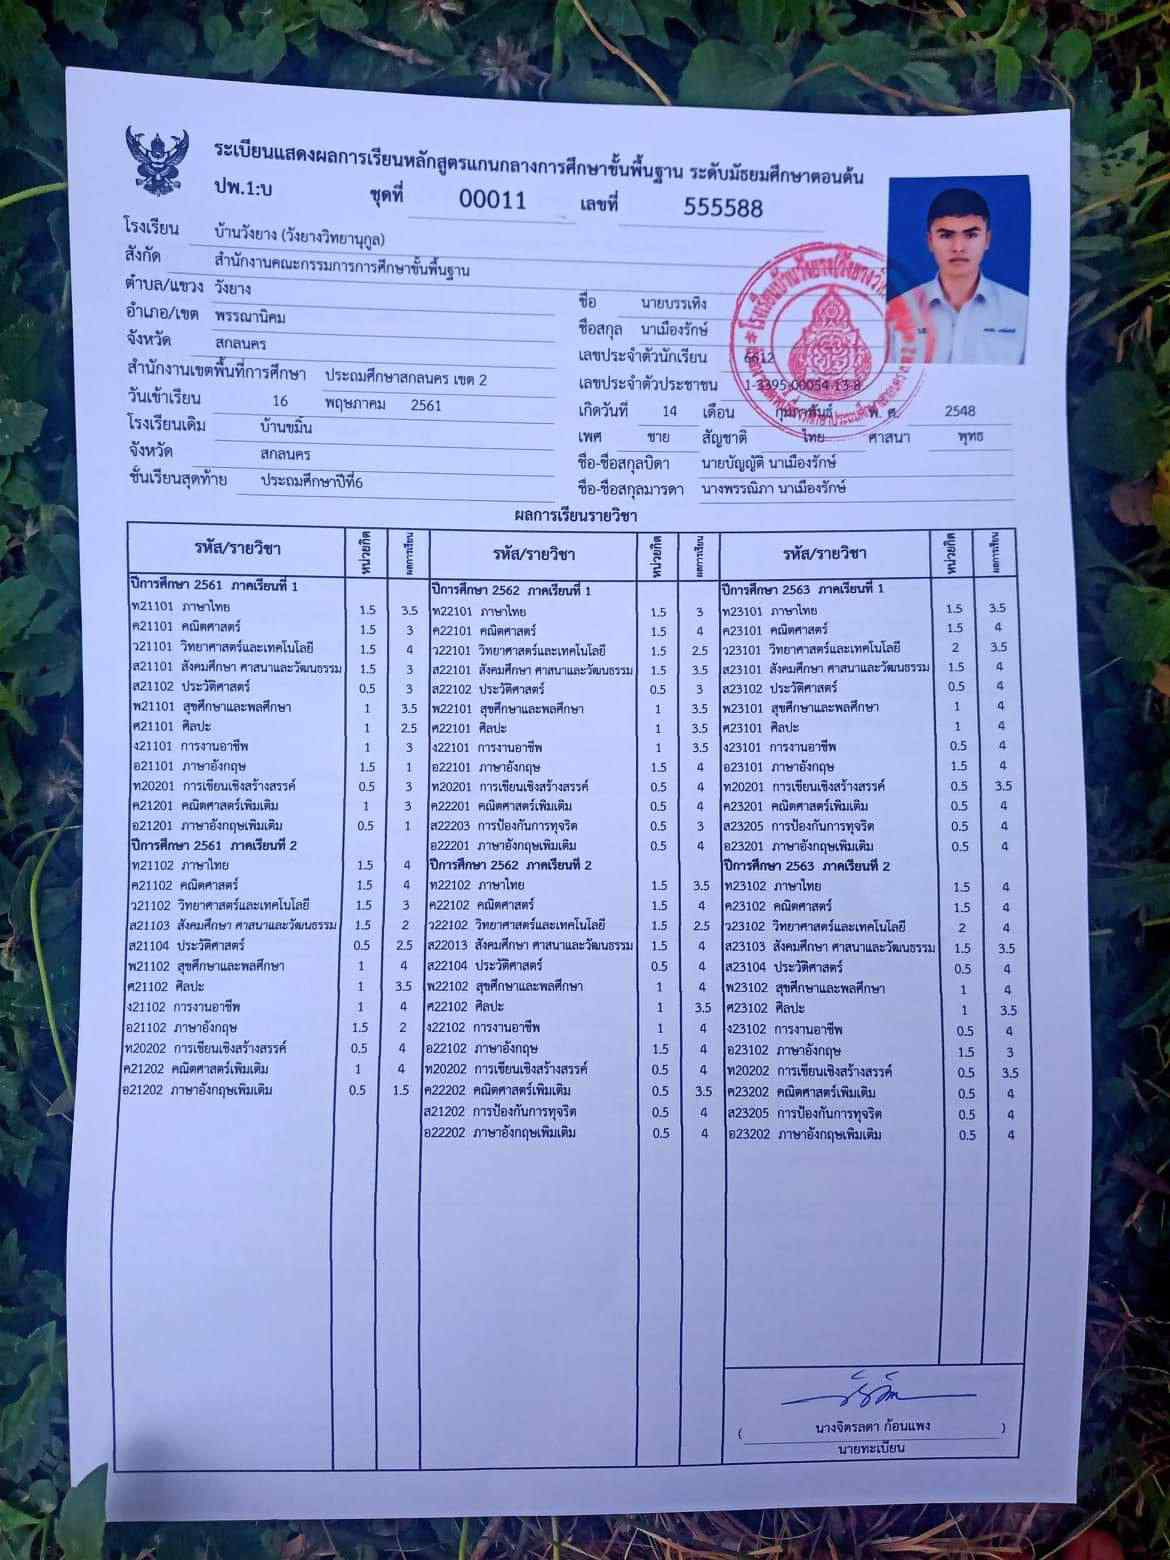 ระเบียนแสดงผลการเรียนหลักสูตรแกนกลางการศึกษาขั้นพื้นฐาน ระดับมัธยมศึกษาตอนต้น
ปพ.1:บ ชุดที่ 00011 เลขที่ 555588
โรงเรียน บ้านวังยาง (วังยางวิทยานุกูล)
สังกัด สำนักงานคณะกรรมการการศึกษาขั้นพื้นฐาน
ตำบล/แขวง วังยาง
อำเภอ/เขต พรรณานิคม
จังหวัด สกลนคร
สำนักงานเขตพื้นที่การศึกษา ประถมศึกษาสกลนคร เขต 2
วันเข้าเรียน 16 พฤษภาคม 2561
โรงเรียนเดิม บ้านขมิ้น
จังหวัด สกลนคร
ชั้นเรียนสุดท้าย ประถมศึกษาปีที่6
ชื่อ นายบรรเทิง
ชื่อสกุล นาเมืองรักษ์
เลขประจำตัวนักเรียน 6612
เลขประจำตัวประชาชน 1-3395-00054-13-8
เกิดวันที่ 14 เดือน กุมภาพันธ์ พ. ศ. 2548
เพศ ชาย สัญชาติ ไทย ศาสนา พุทธ
ชื่อ-ชื่อสกุลบิดา นายบัญญัติ นาเมืองรักษ์
ชื่อ-ชื่อสกุลมารดา นางพรรณิภา นาเมืองรักษ์
ผลการเรียนรายวิชา
รหัส/รายวิชา หน่วยกิต ผลการเรียน
ปีการศึกษา 2561 ภาคเรียนที่ 1
ท21101 ภาษาไทย 1.5 3.5
ค21101 คณิตศาสตร์ 1.5 3
ว21101 วิทยาศาสตร์และเทคโนโลยี 1.5 4
ส21101 สังคมศึกษา ศาสนาและวัฒนธรรม 1.5 3
ส21102 ประวัติศาสตร์ 0.5 3
พ21101 สุขศึกษาและพลศึกษา 1 3.5
ศ21101 ศิลปะ 1 2.5
ง21101 การงานอาชีพ 1 3
อ21101 ภาษาอังกฤษ 1.5 1
ท20201 การเขียนเชิงสร้างสรรค์ 0.5 3
ค21201 คณิตศาสตร์เพิ่มเติม 1 3
อ21201 ภาษาอังกฤษเพิ่มเติม 0.5 1
ปีการศึกษา 2561 ภาคเรียนที่ 2
ท21102 ภาษาไทย 1.5 4
ค21102 คณิตศาสตร์ 1.5 4
ว21102 วิทยาศาสตร์และเทคโนโลยี 1.5 3
ส21103 สังคมศึกษา ศาสนาและวัฒนธรรม 1.5 2
ส21104 ประวัติศาสตร์ 0.5 2.5
พ21102 สุขศึกษาและพลศึกษา 1 4
ศ21102 ศิลปะ 1 3.5
ง21102 การงานอาชีพ 1 4
อ21102 ภาษาอังกฤษ 1.5 2
ท20202 การเขียนเชิงสร้างสรรค์ 0.5 4
ค21202 คณิตศาสตร์เพิ่มเติม 1 4
อ21202 ภาษาอังกฤษเพิ่มเติม 0.5 1.5
รหัส/รายวิชา หน่วยกิต ผลการเรียน
ปีการศึกษา 2562 ภาคเรียนที่ 1
ท22101 ภาษาไทย 1.5 3
ค22101 คณิตศาสตร์ 1.5 4
ว22101 วิทยาศาสตร์และเทคโนโลยี 1.5 2.5
ส22101 สังคมศึกษา ศาสนาและวัฒนธรรม 1.5 3.5
ส22102 ประวัติศาสตร์ 0.5 3
พ22101 สุขศึกษาและพลศึกษา 1 3.5
ศ22101 ศิลปะ 1 3.5
ง22101 การงานอาชีพ 1 3.5
อ22101 ภาษาอังกฤษ 1.5 4
ท20201 การเขียนเชิงสร้างสรรค์ 0.5 4
ค22201 คณิตศาสตร์เพิ่มเติม 0.5 4
ส22203 การป้องกันการทุจริต 0.5 3
อ22201 ภาษาอังกฤษเพิ่มเติม 0.5 4
ปีการศึกษา 2562 ภาคเรียนที่ 2
ท22102 ภาษาไทย 1.5 3.5
ค22102 คณิตศาสตร์ 1.5 4
ว22102 วิทยาศาสตร์และเทคโนโลยี 1.5 2.5
ส22013 สังคมศึกษา ศาสนาและวัฒนธรรม 1.5 4
ส22104 ประวัติศาสตร์ 0.5 4
พ22102 สุขศึกษาและพลศึกษา 1 4
ศ22102 ศิลปะ 1 3.5
ง22102 การงานอาชีพ 1 4
อ22102 ภาษาอังกฤษ 1.5 4
ท20202 การเขียนเชิงสร้างสรรค์ 0.5 4
ค22202 คณิตศาสตร์เพิ่มเติม 0.5 3.5
ส21202 การป้องกันการทุจริต 0.5 4
อ22202 ภาษาอังกฤษเพิ่มเติม 0.5 4
รหัส/รายวิชา หน่วยกิต ผลการเรียน
ปีการศึกษา 2563 ภาคเรียนที่ 1
ท23101 ภาษาไทย 1.5 3.5
ค23101 คณิตศาสตร์ 1.5 4
ว23101 วิทยาศาสตร์และเทคโนโลยี 2 3.5
ส23101 สังคมศึกษา ศาสนาและวัฒนธรรม 1.5 4
ส23102 ประวัติศาสตร์ 0.5 4
พ23101 สุขศึกษาและพลศึกษา 1 4
ศ23101 ศิลปะ 1 4
ง23101 การงานอาชีพ 0.5 4
อ23101 ภาษาอังกฤษ 1.5 4
ท20201 การเขียนเชิงสร้างสรรค์ 0.5 3.5
ค23201 คณิตศาสตร์เพิ่มเติม 0.5 4
ส23205 การป้องกันการทุจริต 0.5 4
อ23201 ภาษาอังกฤษเพิ่มเติม 0.5 4
ปีการศึกษา 2563 ภาคเรียนที่ 2
ท23102 ภาษาไทย 1.5 4
ค23102 คณิตศาสตร์ 1.5 4
ว23102 วิทยาศาสตร์และเทคโนโลยี 2 4
ส23103 สังคมศึกษา ศาสนาและวัฒนธรรม 1.5 3.5
ส23104 ประวัติศาสตร์ 0.5 4
พ23102 สุขศึกษาและพลศึกษา 1 4
ศ23102 ศิลปะ 1 3.5
ง23102 การงานอาชีพ 0.5 4
อ23102 ภาษาอังกฤษ 1.5 3
ท20202 การเขียนเชิงสร้างสรรค์ 0.5 3.5
ค23202 คณิตศาสตร์เพิ่มเติม 0.5 4
ส23205 การป้องกันการทุจริต 0.5 4
อ23202 ภาษาอังกฤษเพิ่มเติม 0.5 4
( นางจิตรลตา ก้อนแพง )
นายทะเบียน